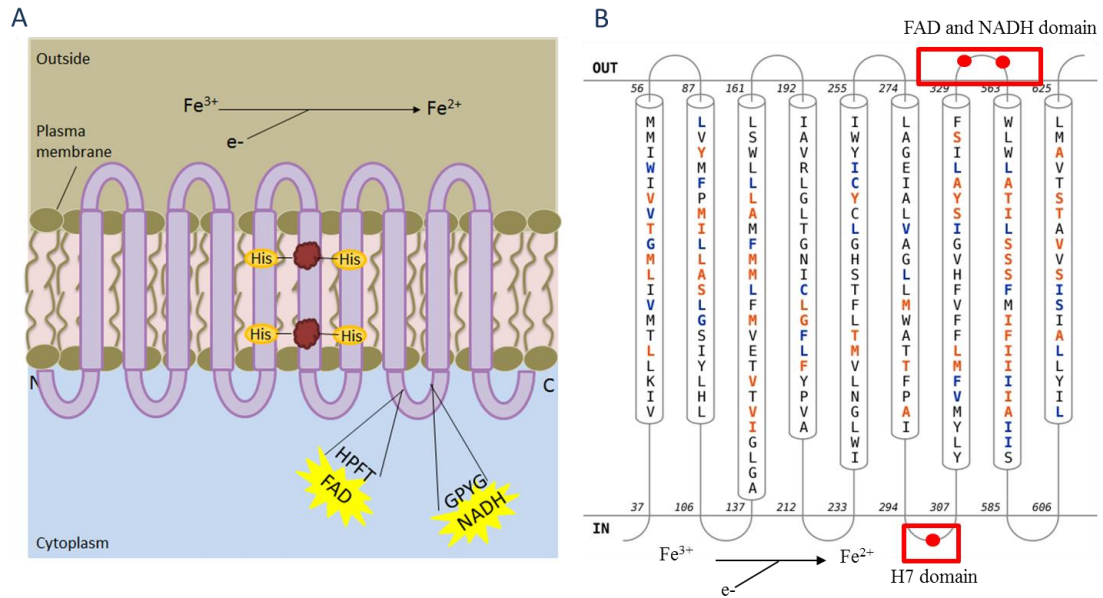 A
Outside
Fe3+
Fe2+
e-
Plasma
membrane
His
His
His
His
N
C
HPFT
FAD
GPYG
NADH
Cytoplasm
B
FAD and NADH domain
OUT
56 87 161 192 255 274 329 563 625
MMIWIVVTGMLIVMTLLKIV
LVYMFPMILLASLGSIYLHL
LSWLLLAMFMMLFMVETVTVIGLGA
IAVRLGLTGNICLGFLFYPVA
IWYICYCLGHSTFLTMVLNGLWI
LAGEIALVAGLLMWATTFPAI
FSILAYSIGVHFVFFLMFVMYLY
WLWLATILSSSFMIFIIIIAIIS
LMAVTSTAVVSISIALLYIL
37 106 137 212 233 294 307 585 606
IN
Fe3+
Fe2+
e-
H7 domain